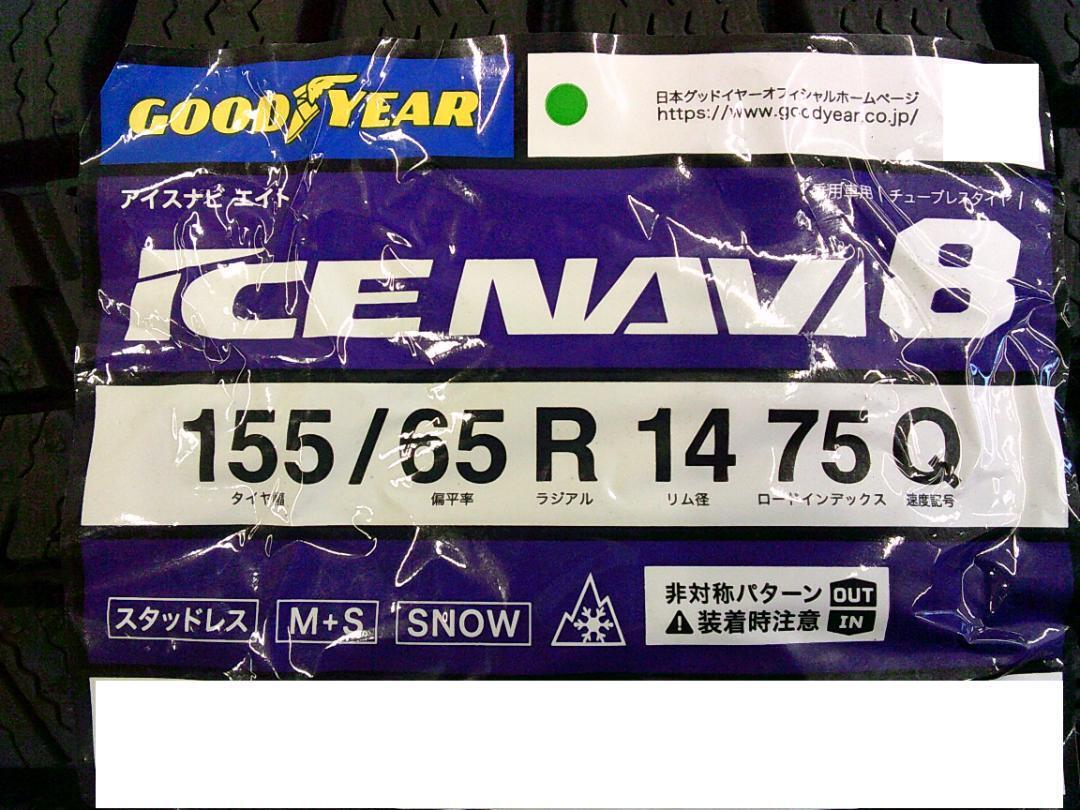 GOODYEAR
日本グッドイヤーオフィシャルホームページ
https://www.goodyear.co.jp/
アイスナビ エイト
乗用車用 | チューブレスタイヤ |
ICE NAVI 8
155/65 R 14 75 Q
タイヤ幅 偏平率 ラジアル リム径 ロードインデックス 速度記号
スタッドレス M+S SNOW
非対称パターン OUT
装着時注意 IN